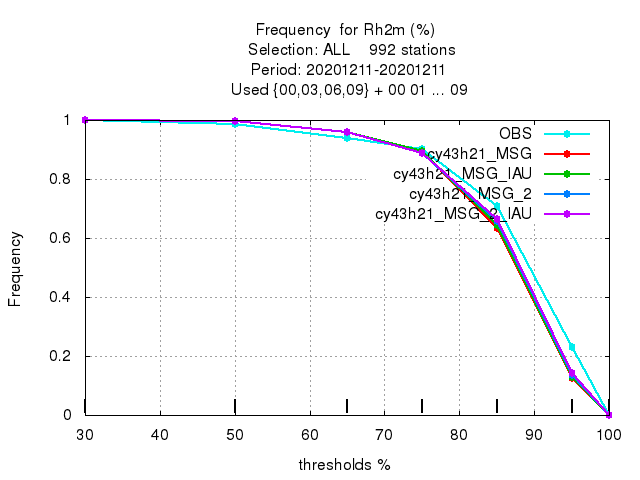 Frequency  for Rh2m (%)
Selection: ALL    992 stations
Period: 20201211-20201211
Used {00,03,06,09} + 00 01 ... 09
OBS
cy43h21_MSG
cy43h21_MSG_IAU
cy43h21_MSG_2
cy43h21_MSG_2_IAU
1
0.8
0.6
0.4
0.2
0
Frequency
30 40 50 60 70 80 90 100
thresholds %